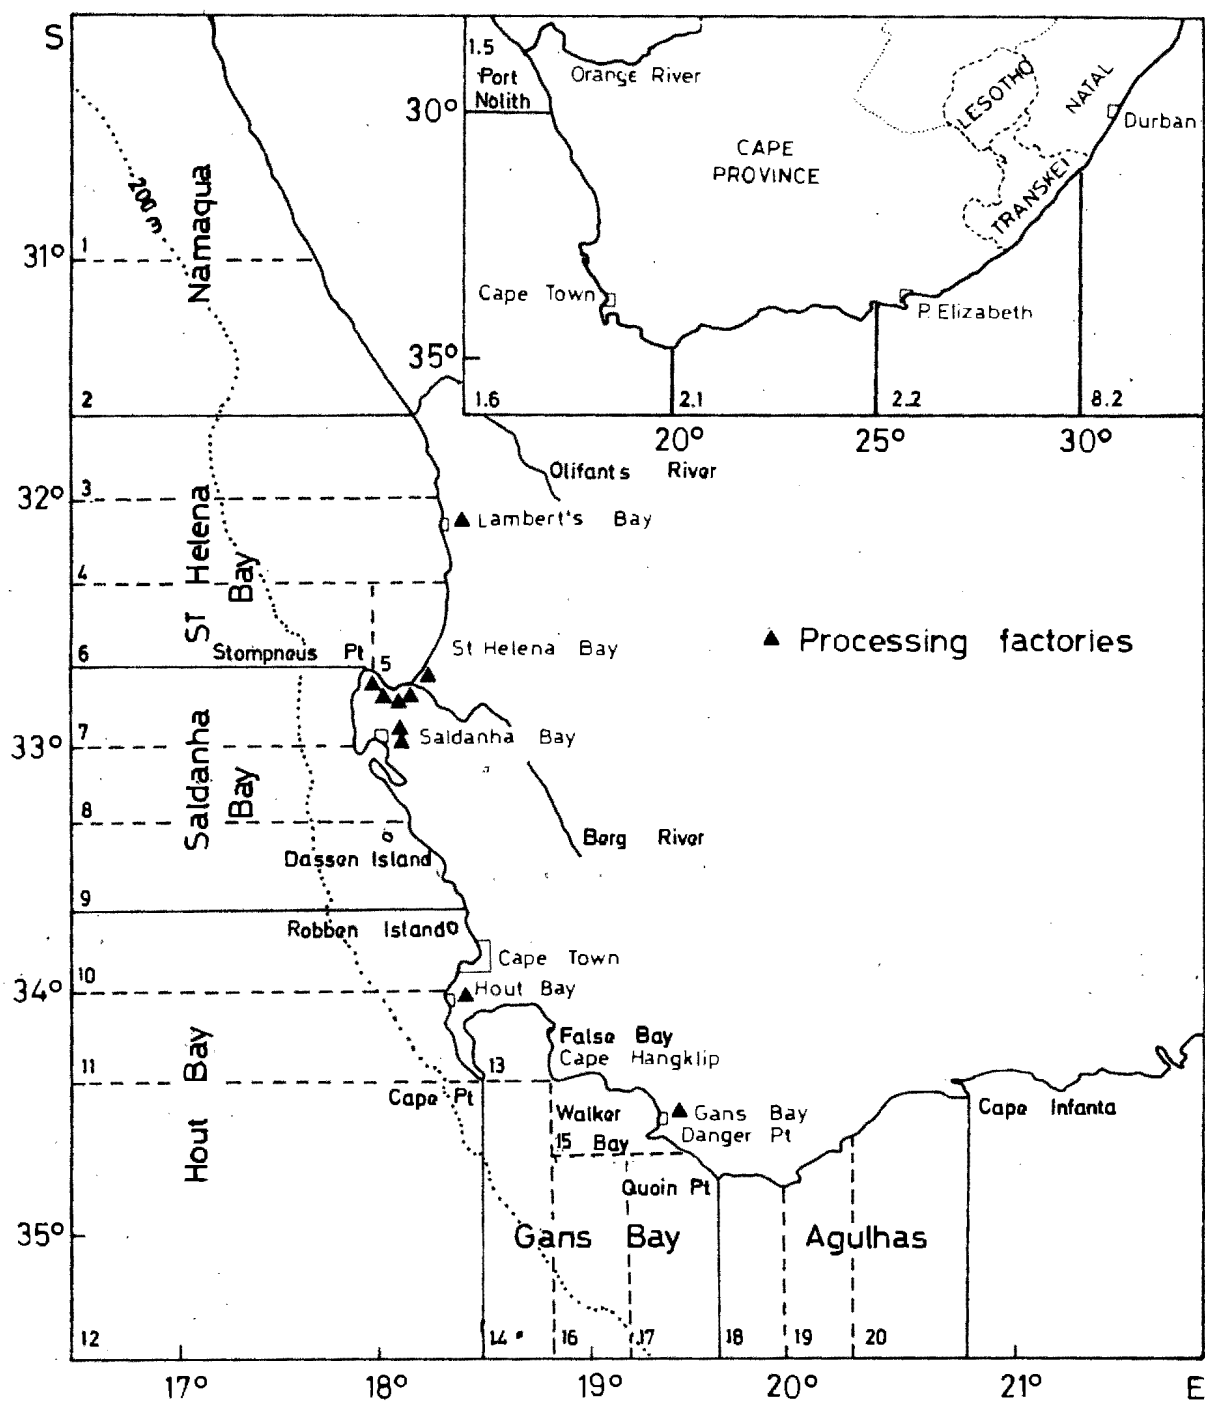 S
1.5
Port
Nolith
Orange River
30°
LESOTHO
NATAL
Durban
CAPE
PROVINCE
TRANSKEI
Cape Town
P. Elizabeth
35°
1.6
2.1
2.2
8.2
20°
25°
30°
200m
Namaqua
31°
1
2
Olifants River
32°
3
Lambert's Bay
ST Helena
Bay
4
St Helena Bay
▲ Processing factories
Stompneus Pt
5
6
Saldanha
Bay
33°
7
Saldanha Bay
8
Dassen Island
Berg River
9
Robben Island
Cape Town
10
34°
Hout Bay
False Bay
Cape Hangklip
Hout Bay
11
13
Cape Pt
Walker
15 Bay
Gans Bay
Danger Pt
Cape Infanta
Quoin Pt
35°
Gans Bay
Agulhas
12
14
16
17
18
19
20
17°
18°
19°
20°
21°
E